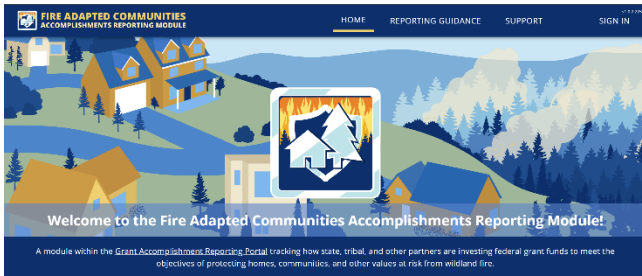 FIRE ADAPTED COMMUNITIES
ACCOMPLISHMENTS REPORTING MODULE
HOME
REPORTING GUIDANCE
SUPPORT
SIGN IN
Welcome to the Fire Adapted Communities Accomplishments Reporting Module!
A module within the Grant Accomplishment Reporting Portal tracking how state, tribal, and other partners are investing federal grant funds to meet the
objectives of protecting homes, communities, and other values at risk from wildland fire.